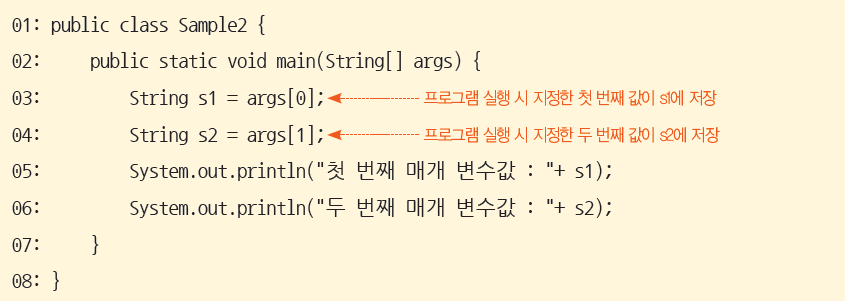 01: public class Sample2 {
02:     public static void main(String[] args) {
03:         String s1 = args[0]; 프로그램 실행 시 지정한 첫 번째 값이 s1에 저장
04:         String s2 = args[1]; 프로그램 실행 시 지정한 두 번째 값이 s2에 저장
05:         System.out.println("첫 번째 매개 변수값 : "+ s1);
06:         System.out.println("두 번째 매개 변수값 : "+ s2);
07:     }
08: }